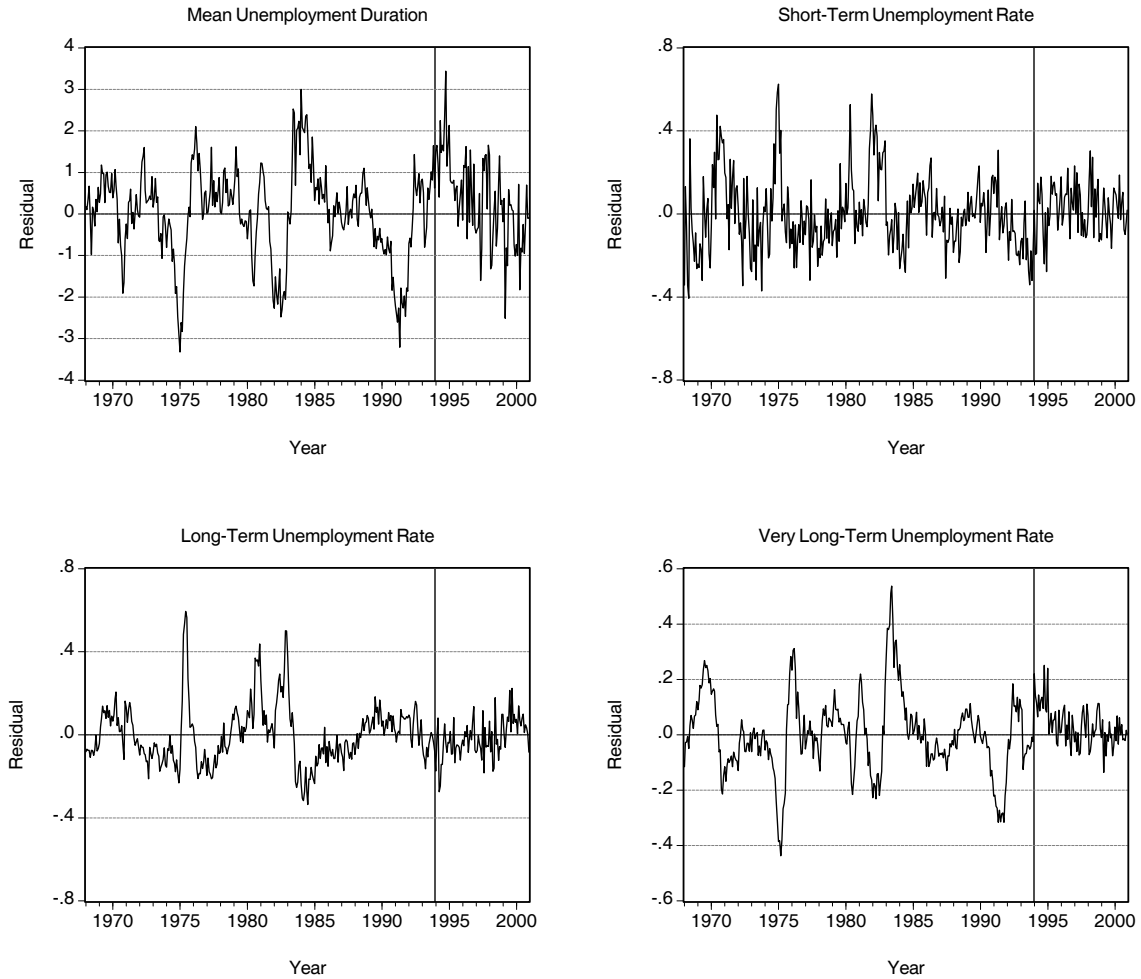 Mean Unemployment Duration
4
3
2
1
0
-1
-2
-3
-4
Residual
1970 1975 1980 1985 1990 1995 2000
Year
Short-Term Unemployment Rate
.8
.4
.0
-.4
-.8
Residual
1970 1975 1980 1985 1990 1995 2000
Year
Long-Term Unemployment Rate
.8
.4
.0
-.4
-.8
Residual
1970 1975 1980 1985 1990 1995 2000
Year
Very Long-Term Unemployment Rate
.6
.4
.2
.0
-.2
-.4
-.6
Residual
1970 1975 1980 1985 1990 1995 2000
Year